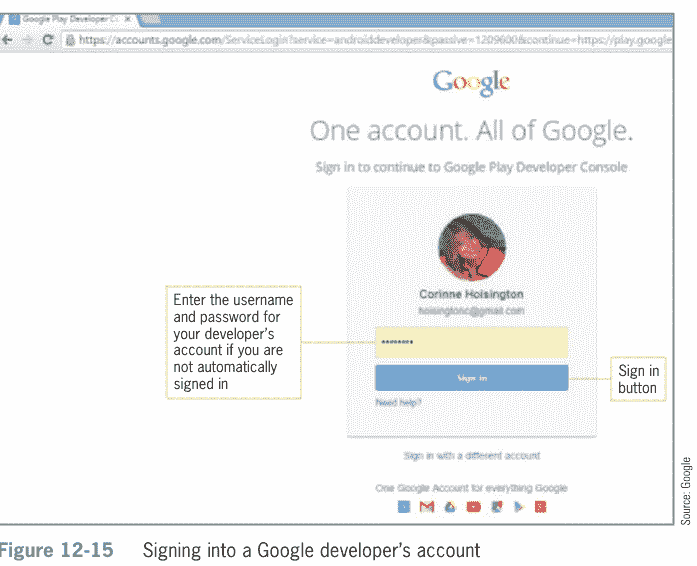 Google Play Developer C
https://accounts.google.com/ServiceLogin?service=androiddeveloper&passive=1209600&continue=https://play.google
Google
One account. All of Google.
Sign in to continue to Google Play Developer Console
Corinne Hoisington
hoisingtonc@gmail.com
Enter the username
and password for
your developer's
account if you are
not automatically
signed in
********
Sign in
Sign in
button
Need help?
Sign in with a different account
One Google Account for everything Google
Source: Google
Figure 12-15 Signing into a Google developer's account